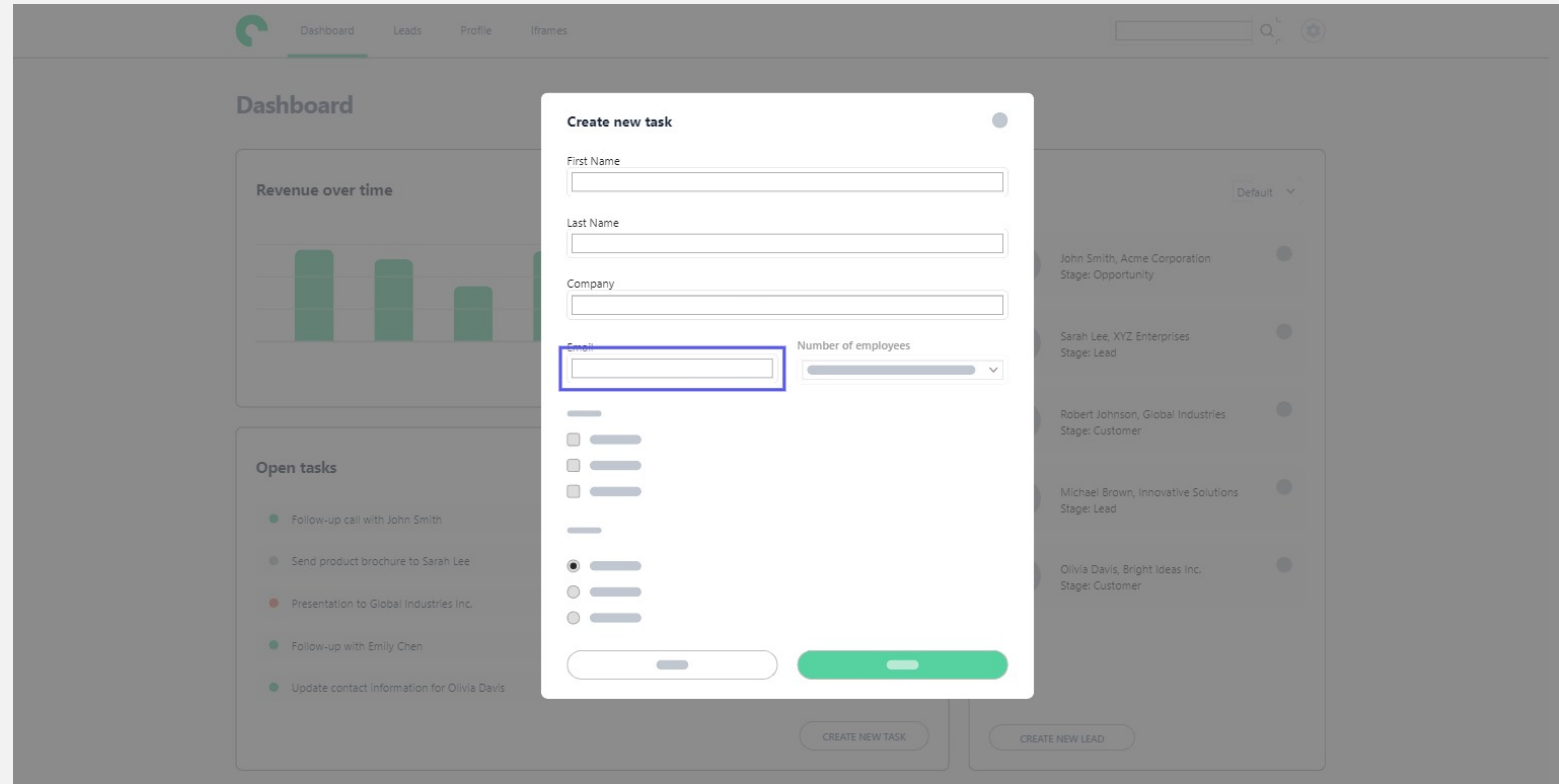 Dashboard Leads Profile Iframes
Dashboard
Revenue over time
Default
John Smith, Acme Corporation
Stage: Opportunity
Sarah Lee, XYZ Enterprises
Stage: Lead
Robert Johnson, Global Industries
Stage: Customer
Michael Brown, Innovative Solutions
Stage: Lead
Olivia Davis, Bright Ideas Inc.
Stage: Customer
CREATE NEW LEAD
Open tasks
Follow-up call with John Smith
Send product brochure to Sarah Lee
Presentation to Global Industries Inc.
Follow-up with Emily Chen
Update contact information for Olivia Davis
CREATE NEW TASK
Create new task
First Name
Last Name
Company
Email
Number of employees